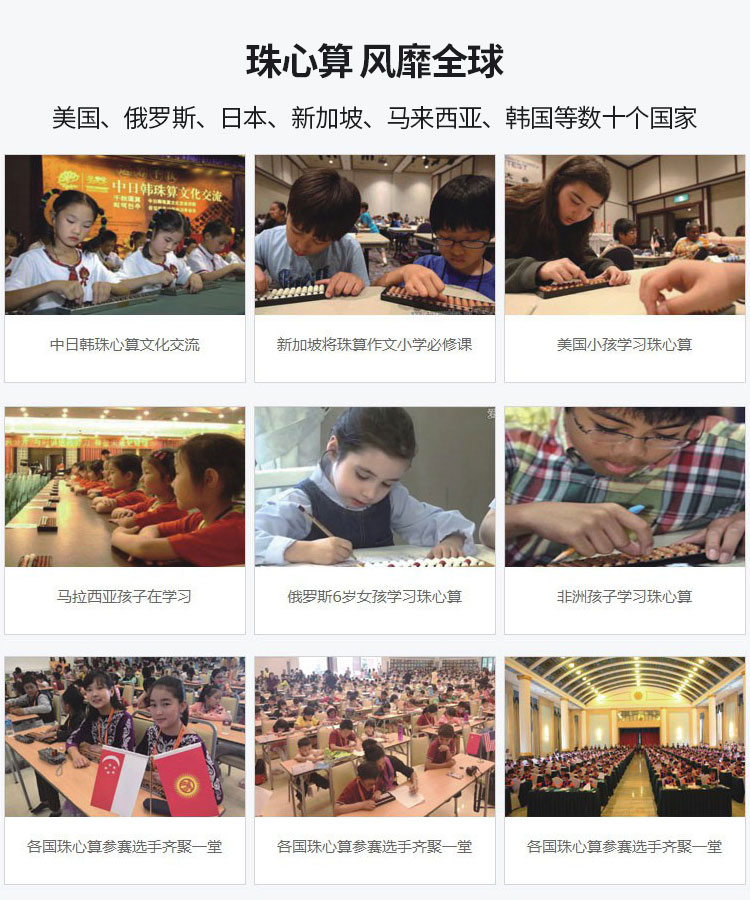 珠心算 风靡全球
美国、俄罗斯、日本、新加坡、马来西亚、韩国等数十个国家
中日韩珠算文化交流
中日韩珠心算文化交流
新加坡将珠算作文小学必修课
美国小孩学习珠心算
马拉西亚孩子在学习
俄罗斯6岁女孩学习珠心算
非洲孩子学习珠心算
各国珠心算参赛选手齐聚一堂
各国珠心算参赛选手齐聚一堂
各国珠心算参赛选手齐聚一堂